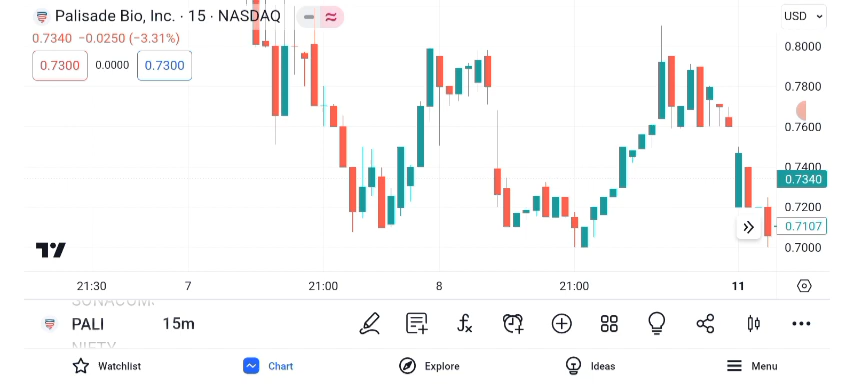 Palisade Bio, Inc. · 15 · NASDAQ
USD
0.7340 −0.0250 (−3.31%)
0.7300 0.0000 0.7300
0.8000
0.7800
0.7600
0.7400
0.7340
0.7200
0.7107
0.7000
21:30 7 21:00 8 21:00 11
PALI 15m
NIFTY
Watchlist Chart Explore Ideas Menu